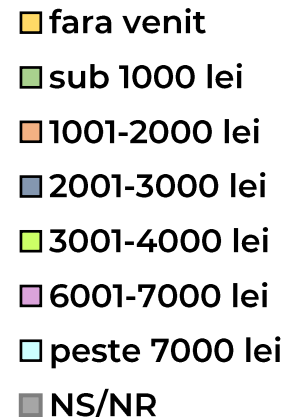 fara venit
sub 1000 lei
1001-2000 lei
2001-3000 lei
3001-4000 lei
6001-7000 lei
peste 7000 lei
NS/NR